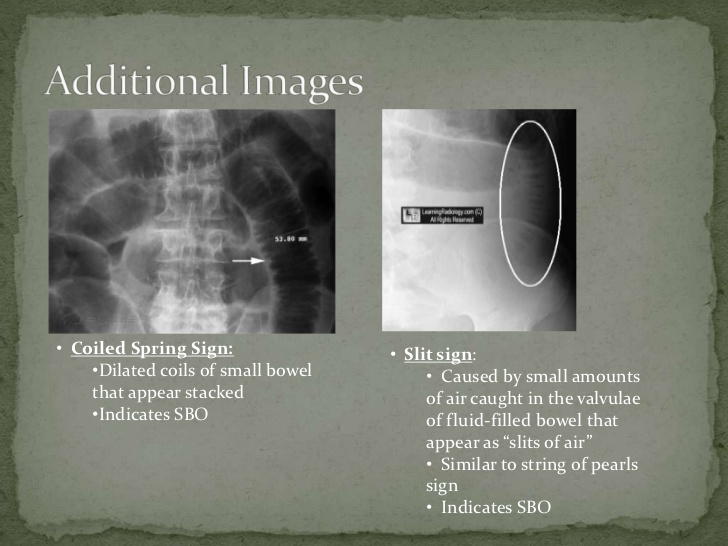 Additional Images
53.80 mm
LearningRadiology.com (C)
All Rights Reserved
• Coiled Spring Sign:
•Dilated coils of small bowel
that appear stacked
•Indicates SBO
• Slit sign:
• Caused by small amounts
of air caught in the valvulae
of fluid-filled bowel that
appear as “slits of air”
• Similar to string of pearls
sign
• Indicates SBO